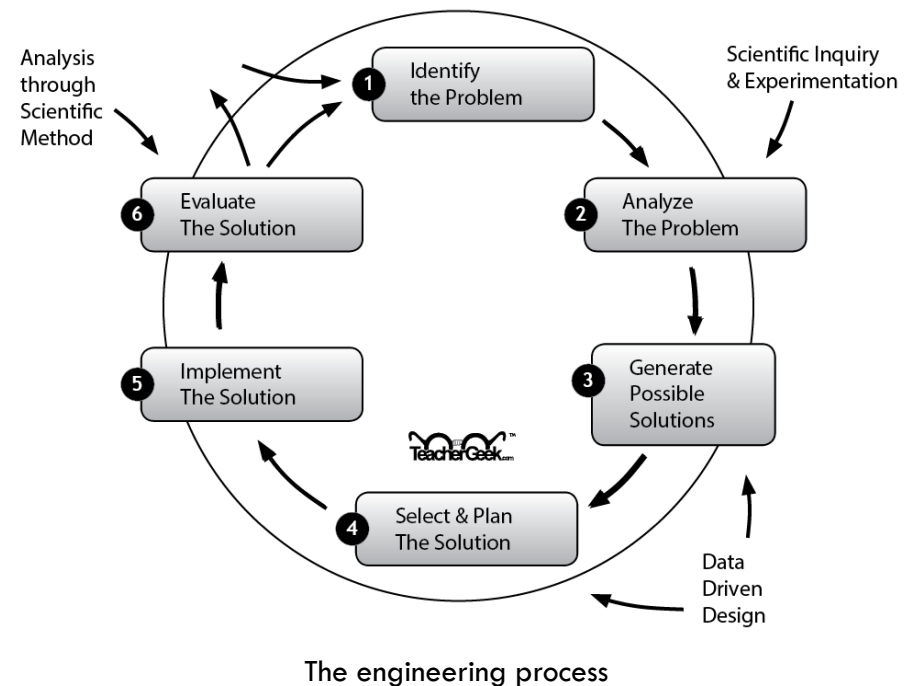 Analysis
through
Scientific
Method
1
Identify
the Problem
Scientific Inquiry
& Experimentation
6
Evaluate
The Solution
2
Analyze
The Problem
5
Implement
The Solution
3
Generate
Possible
Solutions
TeacherGeek.com™
4
Select & Plan
The Solution
Data
Driven
Design
The engineering process